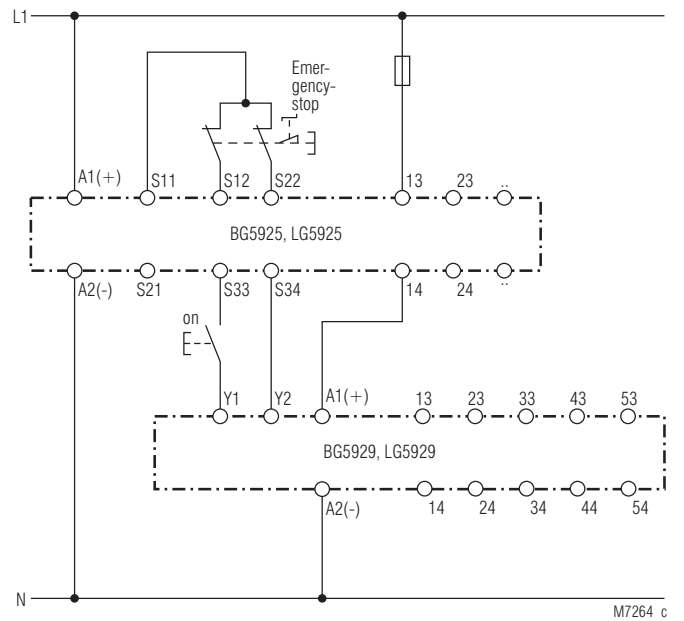 L1
Emer-
gency-
stop
A1(+) S11 S12 S22 13 23 ..
BG5925, LG5925
A2(-) S21 S33 S34 14 24 ..
on
Y1 Y2 A1(+) 13 23 33 43 53
BG5929, LG5929
A2(-) 14 24 34 44 54
N
M7264 c